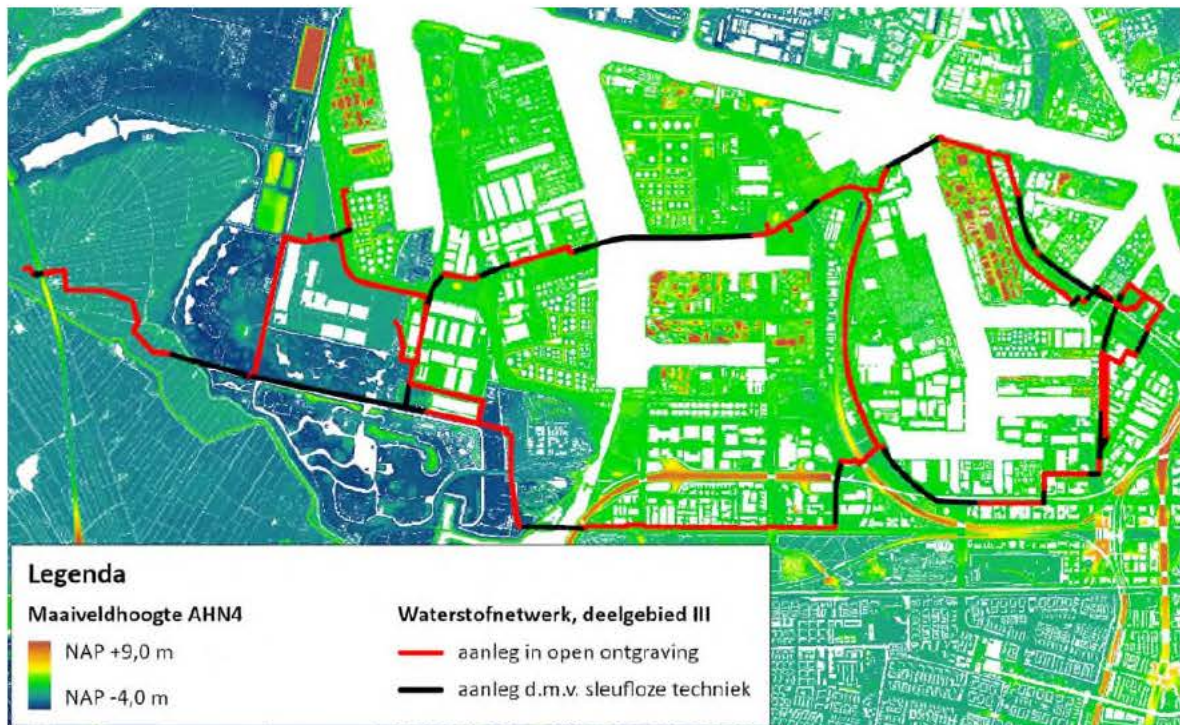 Legenda
Maaiveldhoogte AHN4
NAP +9,0 m
NAP -4,0 m
Waterstofnetwerk, deelgebied III
aanleg in open ontgraving
aanleg d.m.v. sleufloze techniek